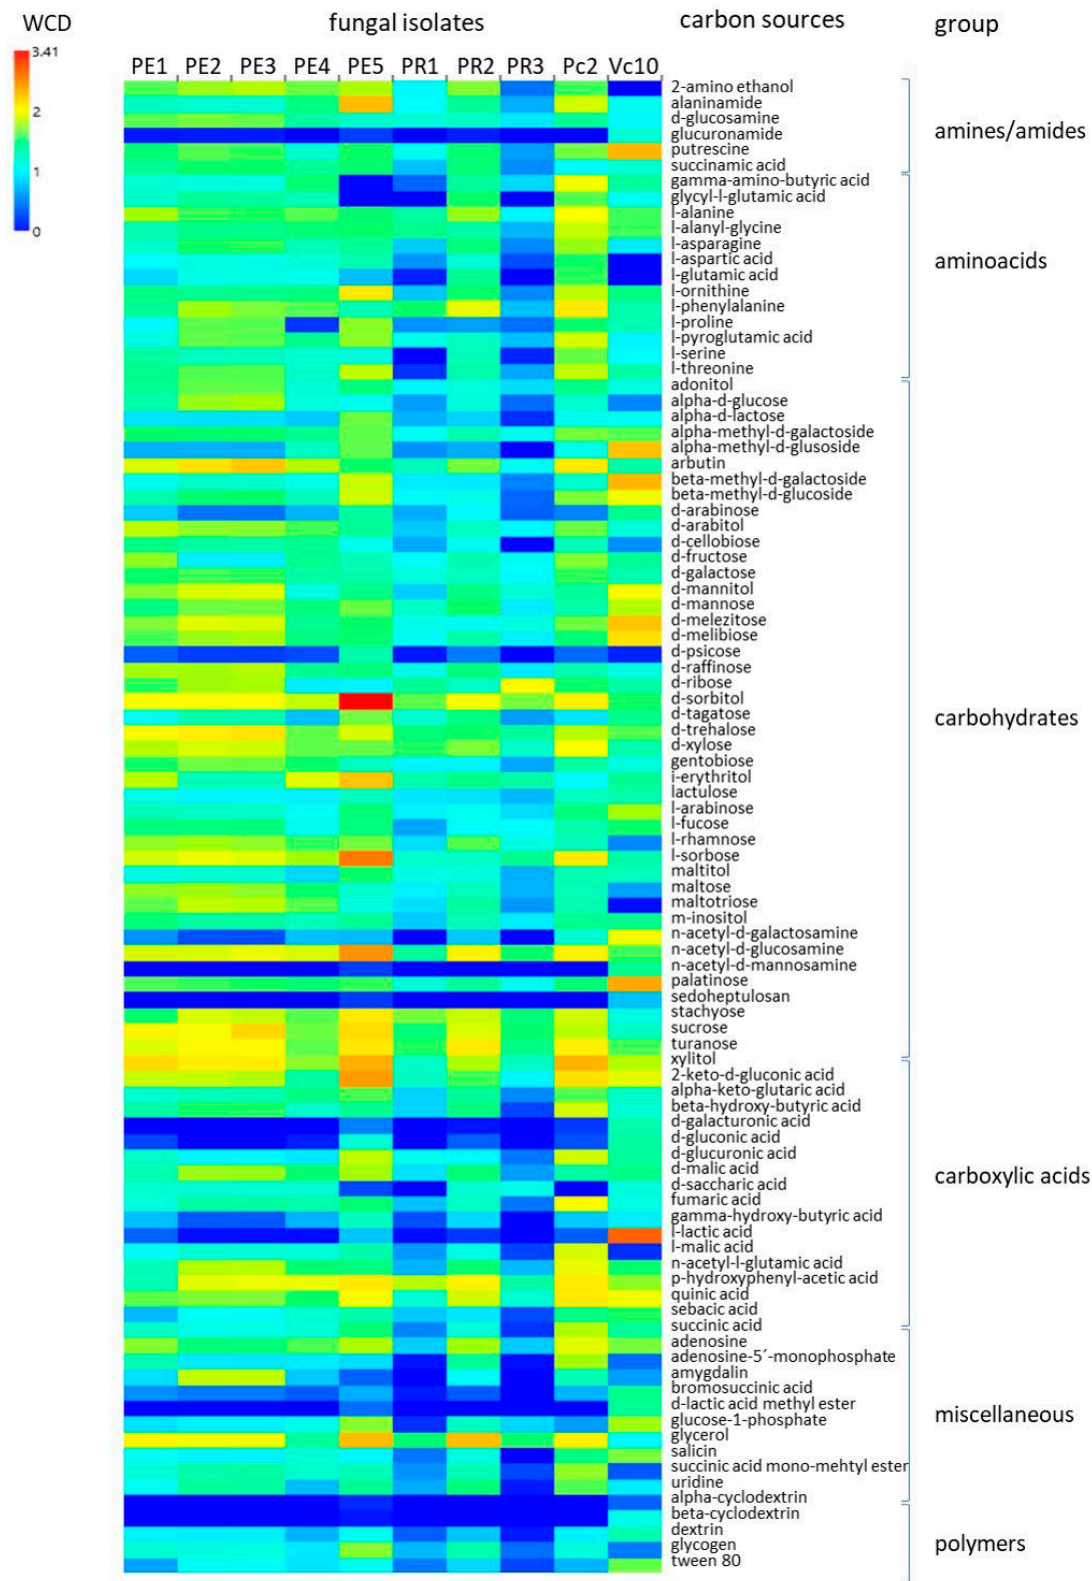 WCD fungal isolates carbon sources group
3.41
2
1
0
PE1 PE2 PE3 PE4 PE5 PR1 PR2 PR3 Pc2 Vc10
2-amino ethanol
alaninamide
d-glucosamine
glucuronamide
putrescine
succinamic acid
amines/amides
gamma-amino-butyric acid
glycyl-l-glutamic acid
l-alanine
l-alanyl-glycine
l-asparagine
l-aspartic acid
l-glutamic acid
l-ornithine
l-phenylalanine
l-proline
l-pyroglutamic acid
l-serine
l-threonine
aminoacids
adonitol
alpha-d-glucose
alpha-d-lactose
alpha-methyl-d-galactoside
alpha-methyl-d-glusoside
arbutin
beta-methyl-d-galactoside
beta-methyl-d-glucoside
d-arabinose
d-arabitol
d-cellobiose
d-fructose
d-galactose
d-mannitol
d-mannose
d-melezitose
d-melibiose
d-psicose
d-raffinose
d-ribose
d-sorbitol
d-tagatose
d-trehalose
d-xylose
gentobiose
i-erythritol
lactulose
l-arabinose
l-fucose
l-rhamnose
l-sorbose
maltitol
maltose
maltotriose
m-inositol
n-acetyl-d-galactosamine
n-acetyl-d-glucosamine
n-acetyl-d-mannosamine
palatinose
sedoheptulosan
stachyose
sucrose
turanose
xylitol
carbohydrates
2-keto-d-gluconic acid
alpha-keto-glutaric acid
beta-hydroxy-butyric acid
d-galacturonic acid
d-gluconic acid
d-glucuronic acid
d-malic acid
d-saccharic acid
fumaric acid
gamma-hydroxy-butyric acid
l-lactic acid
l-malic acid
n-acetyl-l-glutamic acid
p-hydroxyphenyl-acetic acid
quinic acid
sebacic acid
succinic acid
carboxylic acids
adenosine
adenosine-5´-monophosphate
amygdalin
bromosuccinic acid
d-lactic acid methyl ester
glucose-1-phosphate
glycerol
salicin
succinic acid mono-mehtyl ester
uridine
miscellaneous
alpha-cyclodextrin
beta-cyclodextrin
dextrin
glycogen
tween 80
polymers